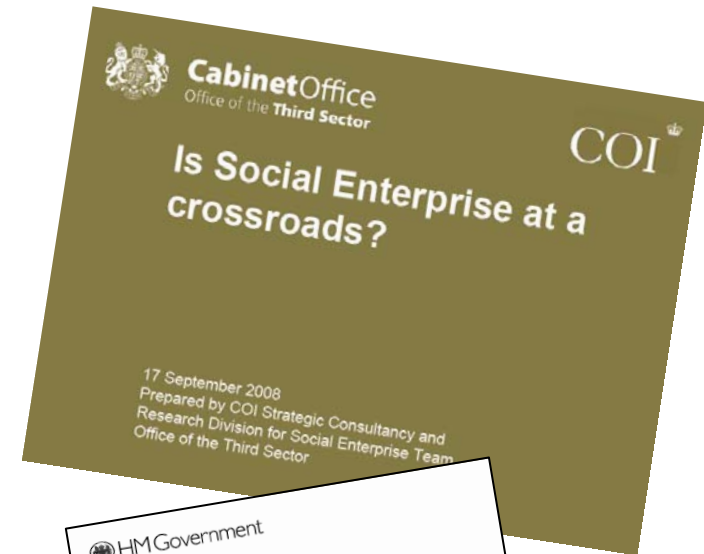 CabinetOffice
Office of the Third Sector
COI
Is Social Enterprise at a
crossroads?
17 September 2008
Prepared by COI Strategic Consultancy and
Research Division for Social Enterprise Team
Office of the Third Sector
HM Government